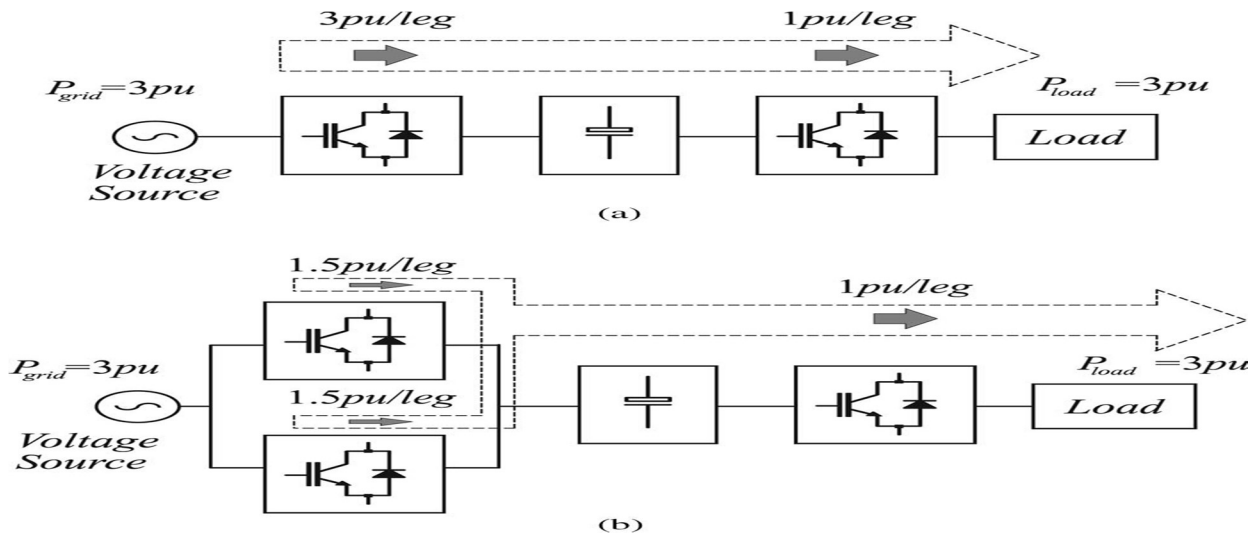 3pu/leg
1pu/leg
P_grid=3pu
P_load =3pu
Load
Voltage
Source
(a)
1.5pu/leg
1pu/leg
P_grid=3pu
1.5pu/leg
P_load =3pu
Load
Voltage
Source
(b)